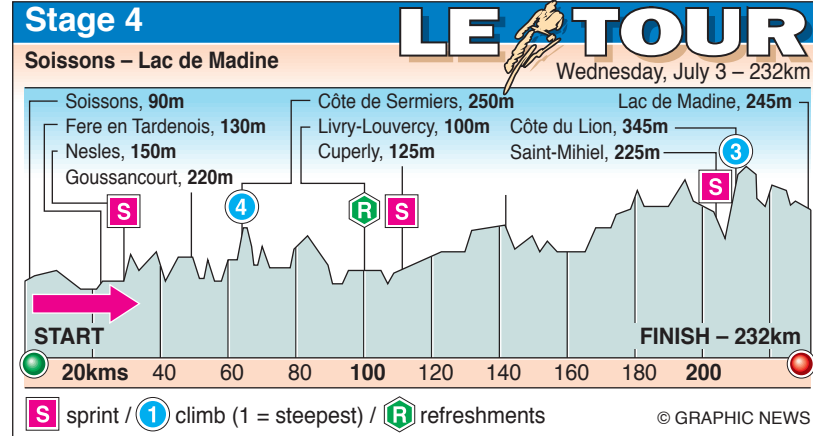 Stage 4
LE TOUR
Soissons – Lac de Madine
Wednesday, July 3 – 232km
Soissons, 90m
Côte de Sermiers, 250m
Lac de Madine, 245m
Fere en Tardenois, 130m
Livry-Louvercy, 100m
Côte du Lion, 345m
Nesles, 150m
Cuperly, 125m
Saint-Mihiel, 225m
Goussancourt, 220m
3
S
S
4
R
S
START
FINISH – 232km
20kms 40 60 80 100 120 140 160 180 200
S sprint / 1 climb (1 = steepest) / R refreshments
© GRAPHIC NEWS